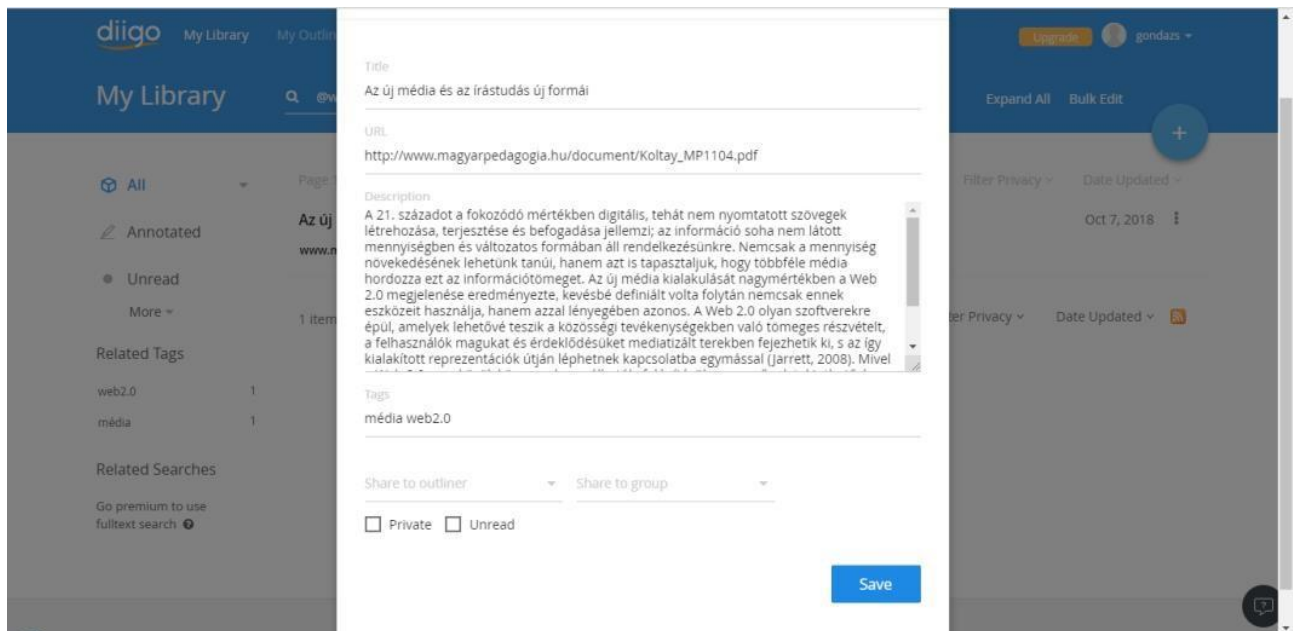 diigo My Library My Outlin Upgrade gondazs
My Library @w Expand All Bulk Edit
+
Title
Az új média és az írástudás új formái
URL
http://www.magyarpedagogia.hu/document/Koltay_MP1104.pdf
All Page Filter Privacy Date Updated
Description
A 21. századot a fokozódó mértékben digitális, tehát nem nyomtatott szövegek
létrehozása, terjesztése és befogadása jellemzi; az információ soha nem látott
mennyiségben és változatos formában áll rendelkezésünkre. Nemcsak a mennyiség
növekedésének lehetünk tanúi, hanem azt is tapasztaljuk, hogy többféle média
hordozza ezt az információtömeget. Az új média kialakulását nagymértékben a Web
2.0 megjelenése eredményezte, kevésbé definiált volta folytán nemcsak ennek
eszközeit használja, hanem azzal lényegében azonos. A Web 2.0 olyan szoftverekre
épül, amelyek lehetővé teszik a közösségi tevékenységekben való tömeges részvételt,
a felhasználók magukat és érdeklődésüket mediatizált terekben fejezhetik ki, s az így
kialakított reprezentációk útján léphetnek kapcsolatba egymással (Jarrett, 2008). Mivel
Az új Oct 7, 2018
Annotated www.m
Unread
More
1 item er Privacy Date Updated
Related Tags
web2.0 1
média 1
Tags
média web2.0
Related Searches
Go premium to use
fulltext search
Share to outliner Share to group
Private Unread
Save